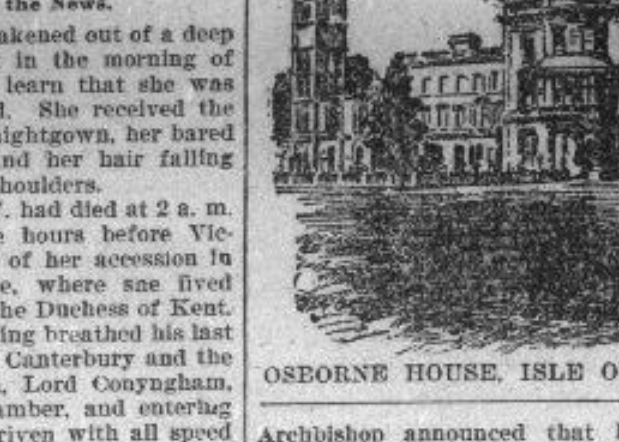 the News.
akened out of a deep
in the morning of
learn that she was
She received the
nightgown, her bared
nd her hair falling
houlders.
had died at 2 a. m.
hours before Vic-
of her accession in
e, where sne lived
he Duchess of Kent.
ing breathed his last
Canterbury and the
Lord Conyngham,
amber, and entering
riven with all speed
OSBORNE HOUSE, ISLE O
Archbishop announced that